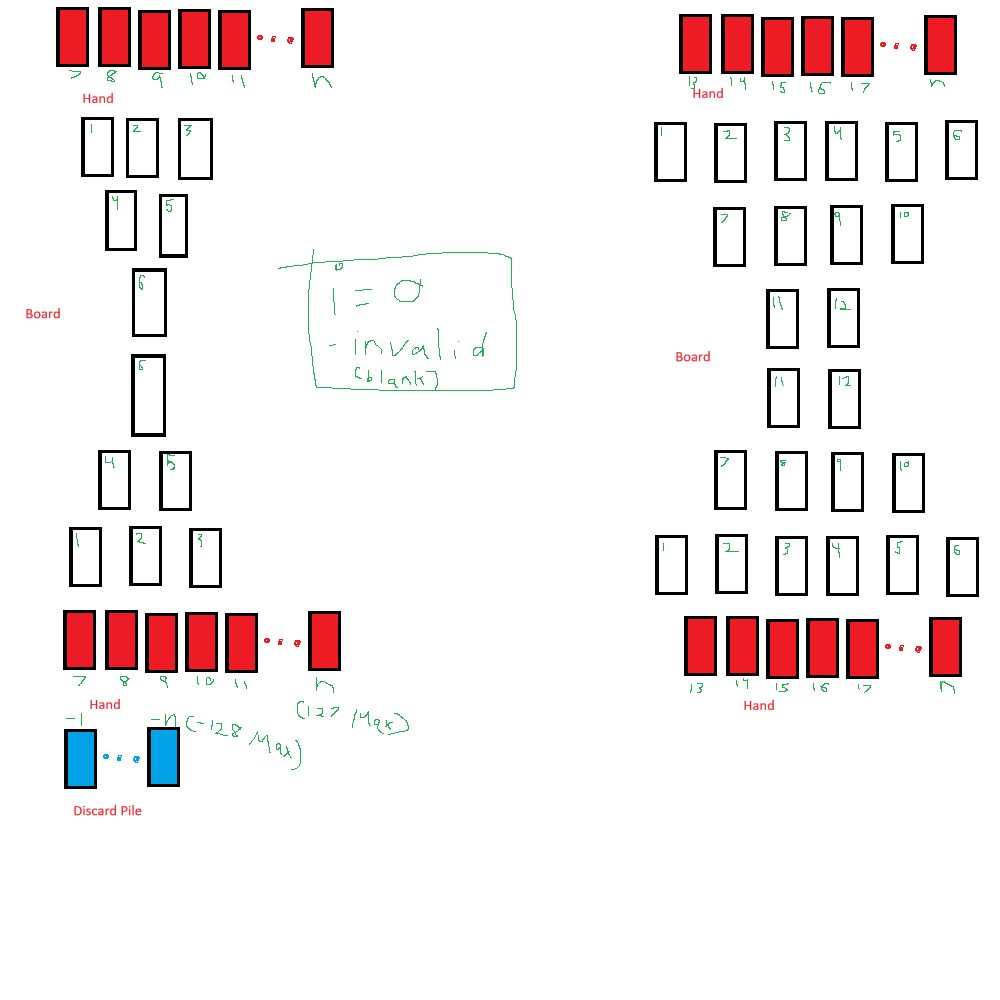 7 8 9 10 11 n
Hand
1 2 3
4 5
6
Board
6
4 5
1 2 3
7 8 9 10 11 n
Hand
(127 Max)
-1 -n (-128 Max)
Discard Pile
i = 0
- invalid
(blank)
13 14 15 16 17 n
Hand
1 2 3 4 5 6
7 8 9 10
11 12
Board
11 12
7 8 9 10
1 2 3 4 5 6
13 14 15 16 17 n
Hand